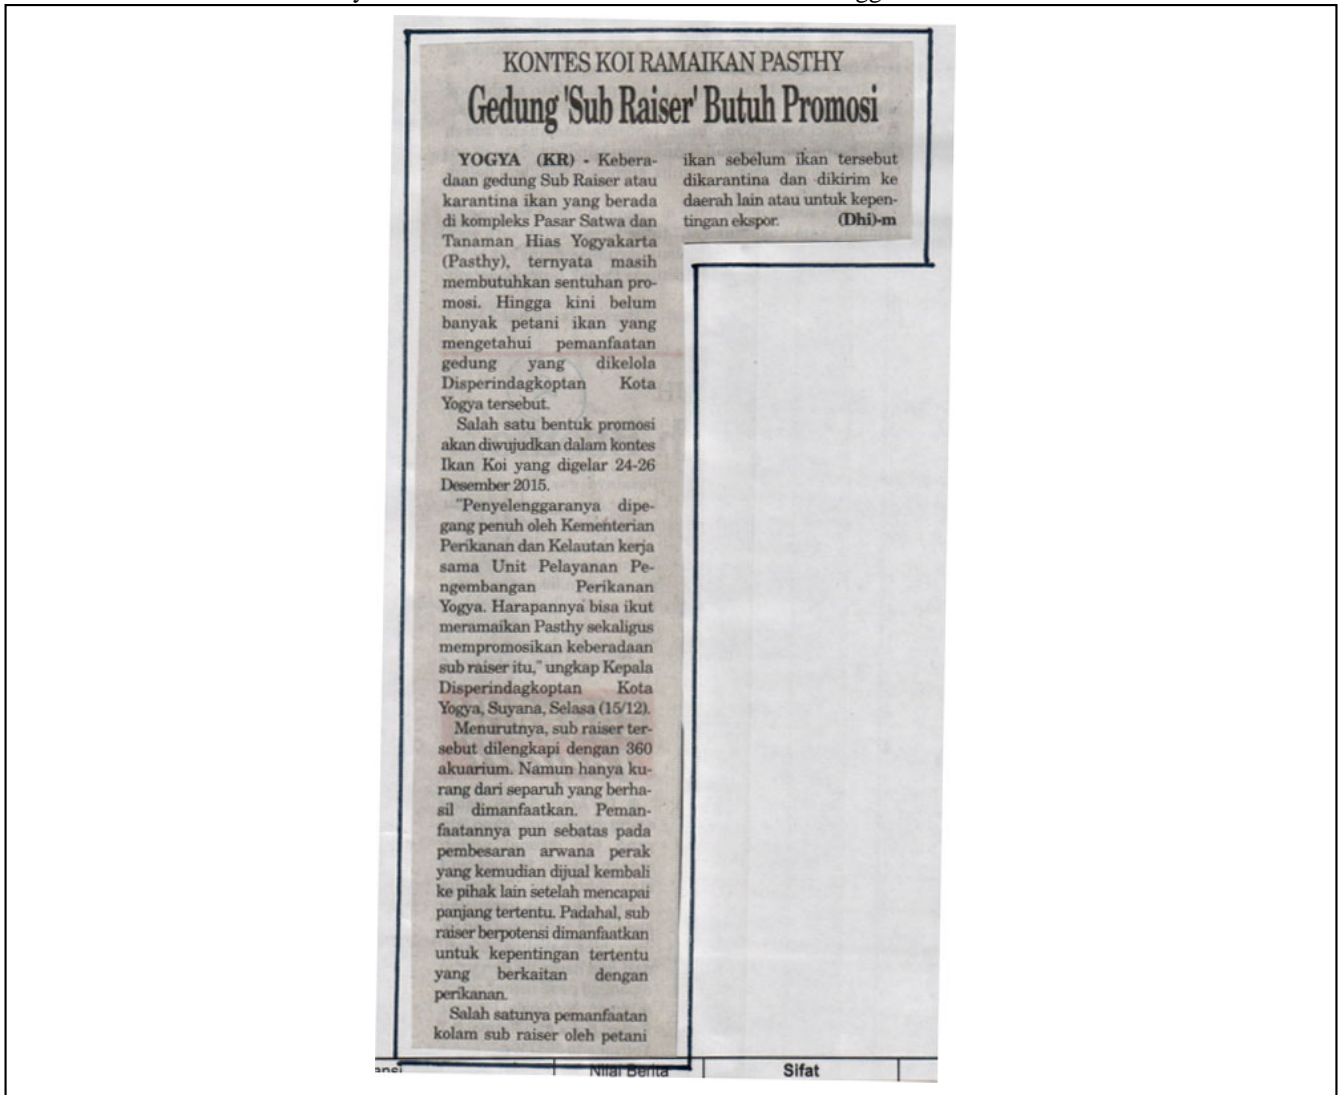 KONTES KOI RAMAIKAN PASTHY
Gedung 'Sub Raiser' Butuh Promosi
YOGYA (KR) - Kebera-
daan gedung Sub Raiser atau
karantina ikan yang berada
di kompleks Pasar Satwa dan
Tanaman Hias Yogyakarta
(Pasthy), ternyata masih
membutuhkan sentuhan pro-
mosi. Hingga kini belum
banyak petani ikan yang
mengetahui pemanfaatan
gedung yang dikelola
Disperindagkoptan Kota
Yogya tersebut.
Salah satu bentuk promosi
akan diwujudkan dalam kontes
Ikan Koi yang digelar 24-26
Desember 2015.
"Penyelenggaranya dipe-
gang penuh oleh Kementerian
Perikanan dan Kelautan kerja
sama Unit Pelayanan Pe-
ngembangan Perikanan
Yogya. Harapannya bisa ikut
meramaikan Pasthy sekaligus
mempromosikan keberadaan
sub raiser itu," ungkap Kepala
Disperindagkoptan Kota
Yogya, Suyana, Selasa (15/12).
Menurutnya, sub raiser ter-
sebut dilengkapi dengan 360
akuarium. Namun hanya ku-
rang dari separuh yang berha-
sil dimanfaatkan. Peman-
faatannya pun sebatas pada
pembesaran arwana perak
yang kemudian dijual kembali
ke pihak lain setelah mencapai
panjang tertentu. Padahal, sub
raiser berpotensi dimanfaatkan
untuk kepentingan tertentu
yang berkaitan dengan
perikanan.
Salah satunya pemanfaatan
kolam sub raiser oleh petani
ikan sebelum ikan tersebut
dikarantina dan dikirim ke
daerah lain atau untuk kepen-
tingan ekspor. (Dhi)-m
Nilai Berita Sifat